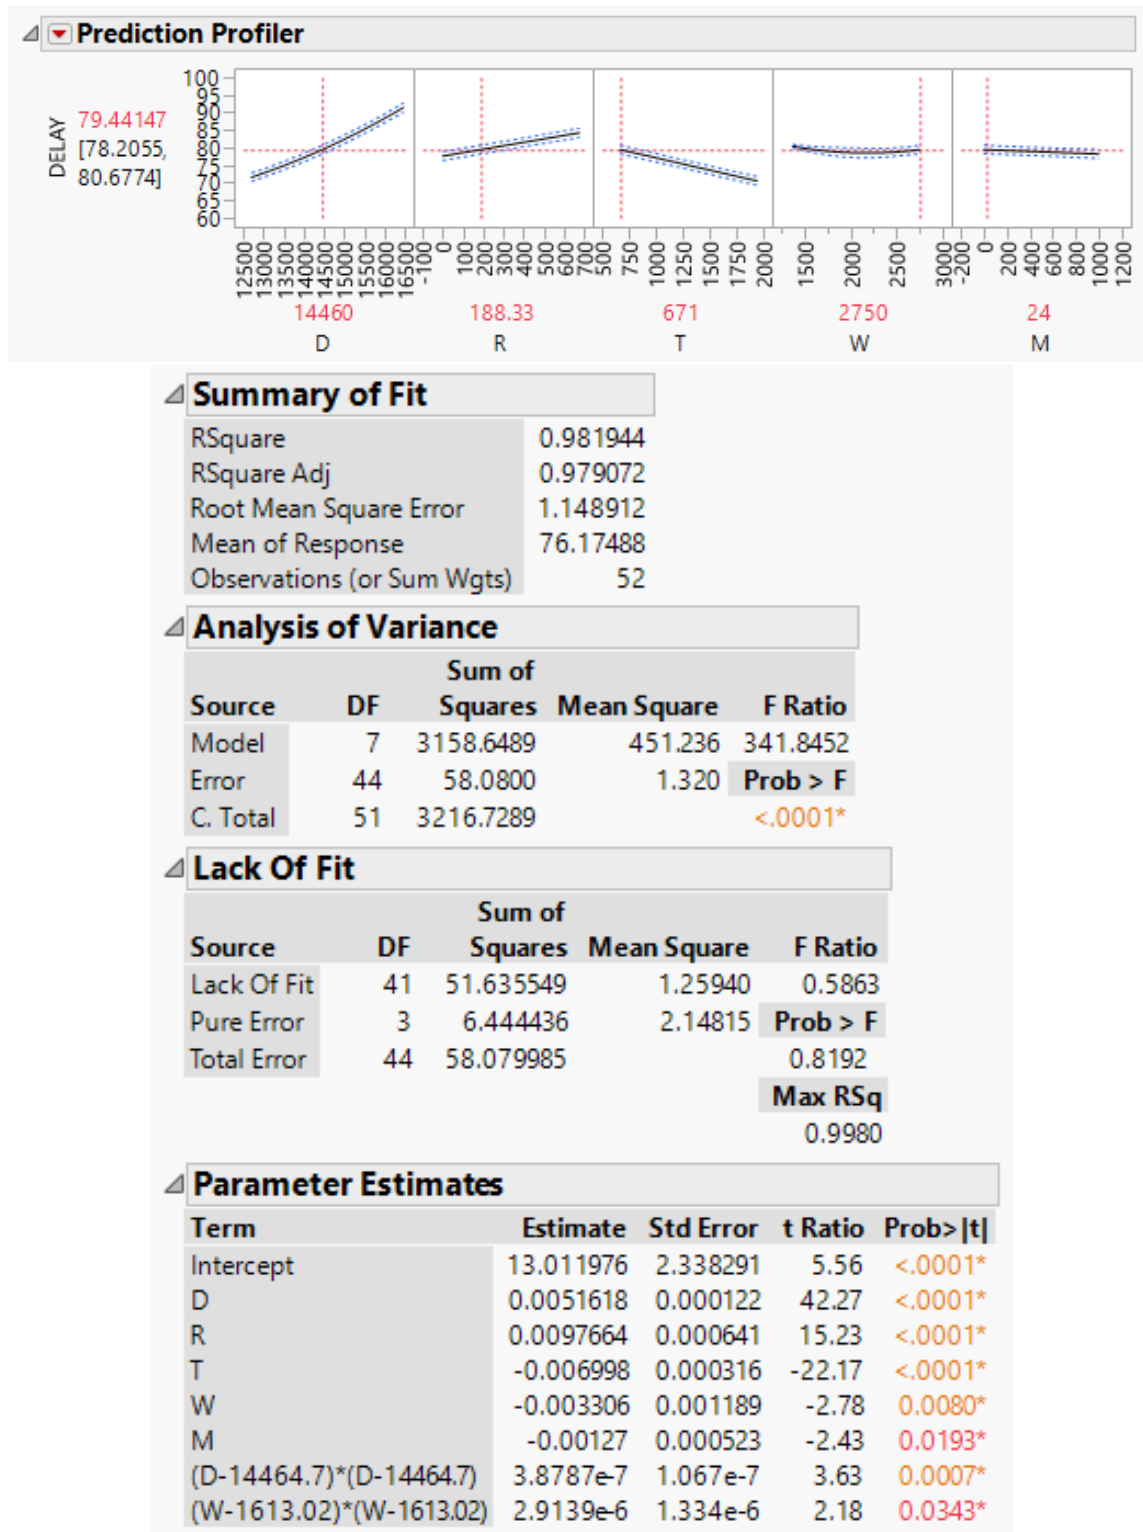 Prediction Profiler
100
95
90
85
80
75
70
65
60
DELAY
79.44147
[78.2055,
80.6774]
12500 13000 13500 14000 14500 15000 15500 16000 16500 -100 0 100 200 300 400 500 600 700 500 750 1000 1250 1500 1750 2000 1500 2000 2500 3000 -200 0 200 400 600 800 1000 1200
14460 188.33 671 2750 24
D R T W M
Summary of Fit
RSquare 0.981944
RSquare Adj 0.979072
Root Mean Square Error 1.148912
Mean of Response 76.17488
Observations (or Sum Wgts) 52
Analysis of Variance
Sum of
Source DF Squares Mean Square F Ratio
Model 7 3158.6489 451.236 341.8452
Error 44 58.0800 1.320 Prob > F
C. Total 51 3216.7289 <.0001*
Lack Of Fit
Sum of
Source DF Squares Mean Square F Ratio
Lack Of Fit 41 51.635549 1.25940 0.5863
Pure Error 3 6.444436 2.14815 Prob > F
Total Error 44 58.079985 0.8192
Max RSq
0.9980
Parameter Estimates
Term Estimate Std Error t Ratio Prob>|t|
Intercept 13.011976 2.338291 5.56 <.0001*
D 0.0051618 0.000122 42.27 <.0001*
R 0.0097664 0.000641 15.23 <.0001*
T -0.006998 0.000316 -22.17 <.0001*
W -0.003306 0.001189 -2.78 0.0080*
M -0.00127 0.000523 -2.43 0.0193*
(D-14464.7)*(D-14464.7) 3.8787e-7 1.067e-7 3.63 0.0007*
(W-1613.02)*(W-1613.02) 2.9139e-6 1.334e-6 2.18 0.0343*